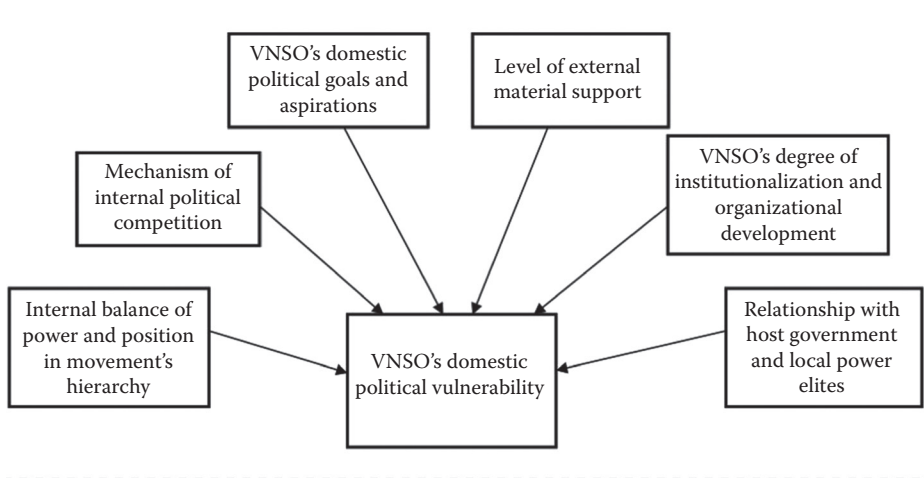 VNSO's domestic
political goals and
aspirations
Level of external
material support
Mechanism of
internal political
competition
VNSO's degree of
institutionalization and
organizational
development
Internal balance of
power and position
in movement's
hierarchy
VNSO's domestic
political vulnerability
Relationship with
host government
and local power
elites